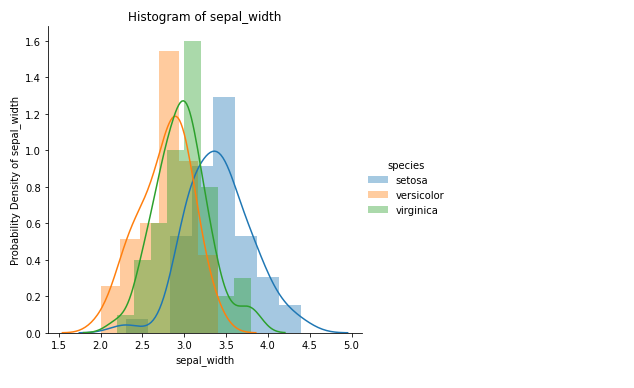 Histogram of sepal_width
Probability Density of sepal_width
1.6
1.4
1.2
1.0
0.8
0.6
0.4
0.2
0.0
1.5 2.0 2.5 3.0 3.5 4.0 4.5 5.0
sepal_width
species
setosa
versicolor
virginica